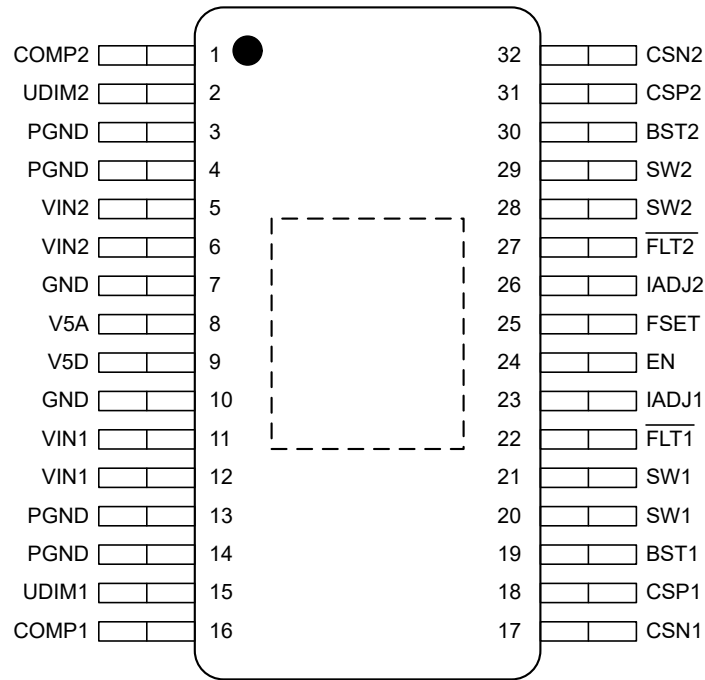 COMP2 1 32 CSN2
UDIM2 2 31 CSP2
PGND 3 30 BST2
PGND 4 29 SW2
VIN2 5 28 SW2
VIN2 6 27 F̅L̅T̅2̅
GND 7 26 IADJ2
V5A 8 25 FSET
V5D 9 24 EN
GND 10 23 IADJ1
VIN1 11 22 F̅L̅T̅1̅
VIN1 12 21 SW1
PGND 13 20 SW1
PGND 14 19 BST1
UDIM1 15 18 CSP1
COMP1 16 17 CSN1